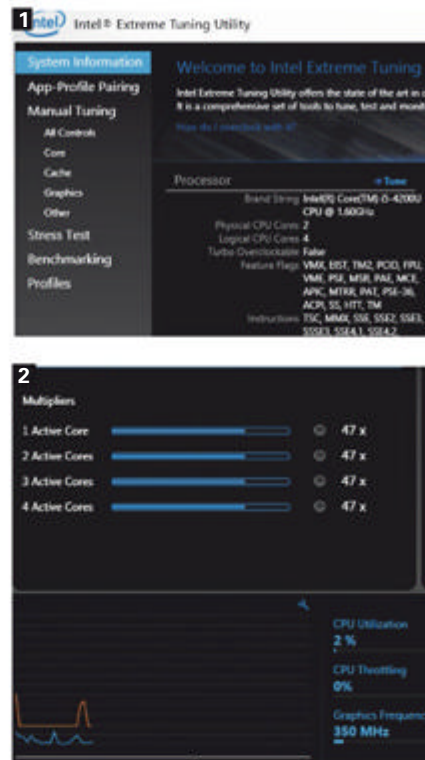 1
intel® Intel® Extreme Tuning Utility
System Information
App-Profile Pairing
Manual Tuning
All Controls
Core
Cache
Graphics
Other
Stress Test
Benchmarking
Profiles
Welcome to Intel Extreme Tuning
Intel Extreme Tuning Utility offers the state of the art in o
It is a comprehensive set of tools to tune, test and monit
How do I overclock with it?
Processor
Tune
Brand String Intel(R) Core(TM) i5-4200U
CPU @ 1.60GHz
Physical CPU Cores 2
Logical CPU Cores 4
Turbo Overclockable False
Feature Flags VMX, EIST, TM2, PCID, FPU,
VME, PSE, MSR, PAE, MCE,
APIC, MTRR, PAT, PSE-36,
ACPI, SS, HTT, TM
Instructions TSC, MMX, SSE, SSE2, SSE3,
SSSE3, SSE4.1, SSE4.2
2
Multipliers
1 Active Core 47 x
2 Active Cores 47 x
3 Active Cores 47 x
4 Active Cores 47 x
CPU Utilization
2 %
CPU Throttling
0%
Graphics Frequenc
350 MHz